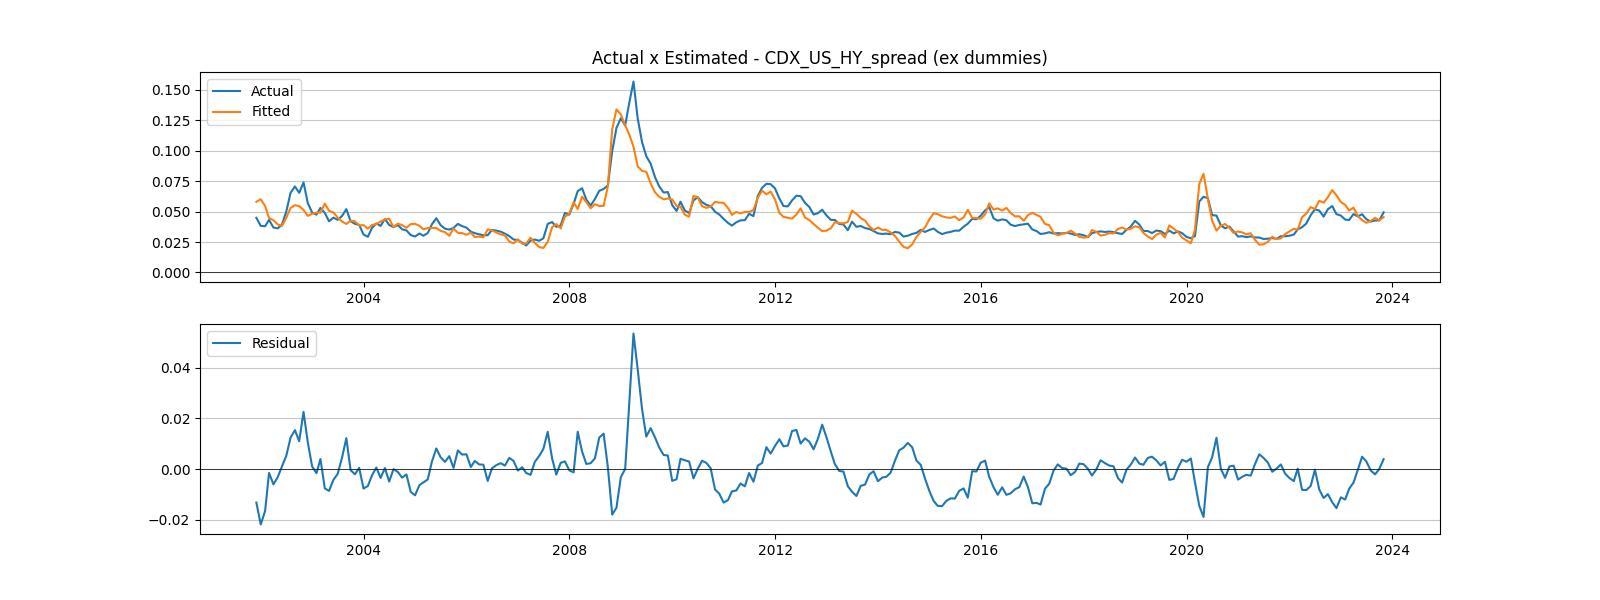 Actual x Estimated - CDX_US_HY_spread (ex dummies)
Actual
Fitted
0.150
0.125
0.100
0.075
0.050
0.025
0.000
2004 2008 2012 2016 2020 2024
Residual
0.04
0.02
0.00
−0.02
2004 2008 2012 2016 2020 2024